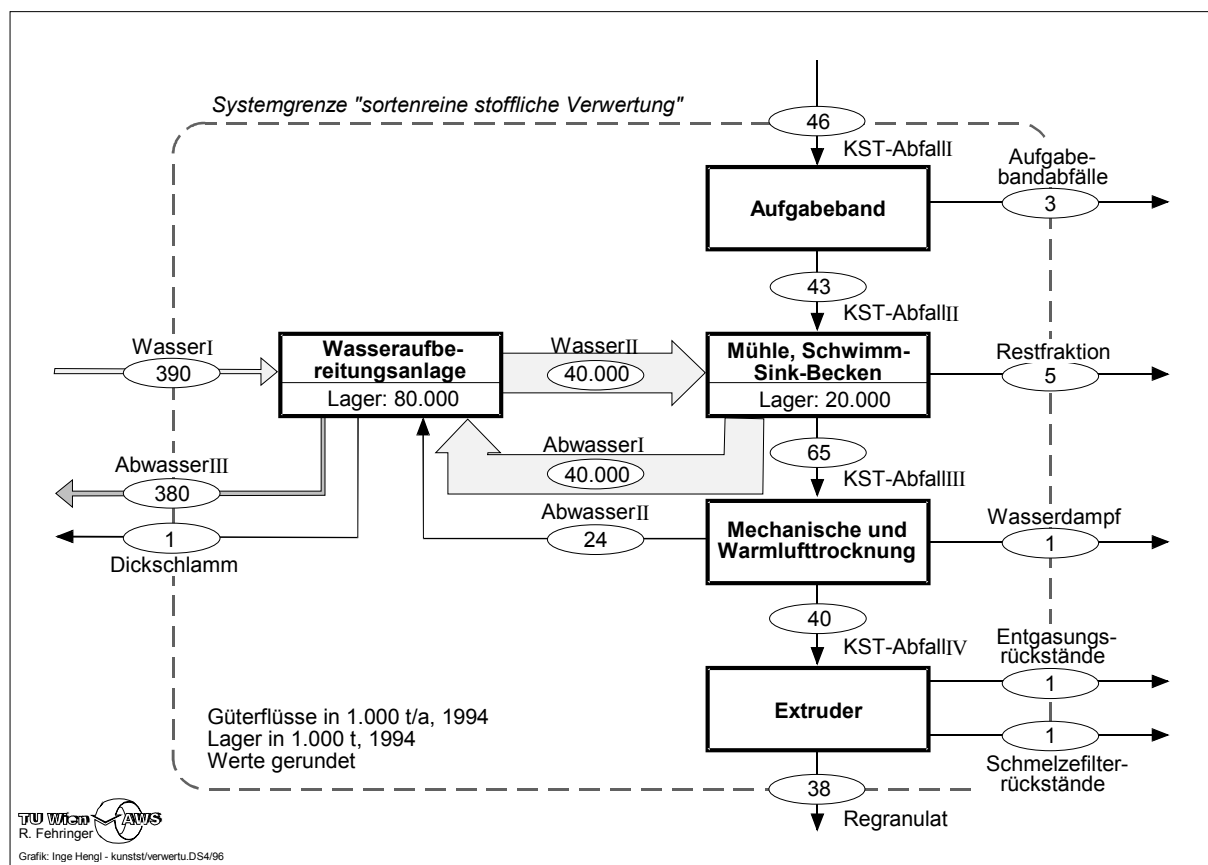 Systemgrenze "sortenreine stoffliche Verwertung"
46
KST-AbfallI
Aufgabe-
bandabfälle
Aufgabeband
3
43
KST-AbfallII
WasserI
390
Wasseraufbe-
reitungsanlage
Lager: 80.000
WasserII
40.000
Mühle, Schwimm-
Sink-Becken
Lager: 20.000
Restfraktion
5
AbwasserI
40.000
65
KST-AbfallIII
AbwasserIII
380
AbwasserII
24
1
Dickschlamm
Mechanische und
Warmlufttrocknung
Wasserdampf
1
40
KST-AbfallIV
Entgasungs-
rückstände
1
Extruder
1
Schmelzefilter-
rückstände
Güterflüsse in 1.000 t/a, 1994
Lager in 1.000 t, 1994
Werte gerundet
38
Regranulat
TU Wien AWS
R. Fehringer
Grafik: Inge Hengl - kunstst/verwertu.DS4/96